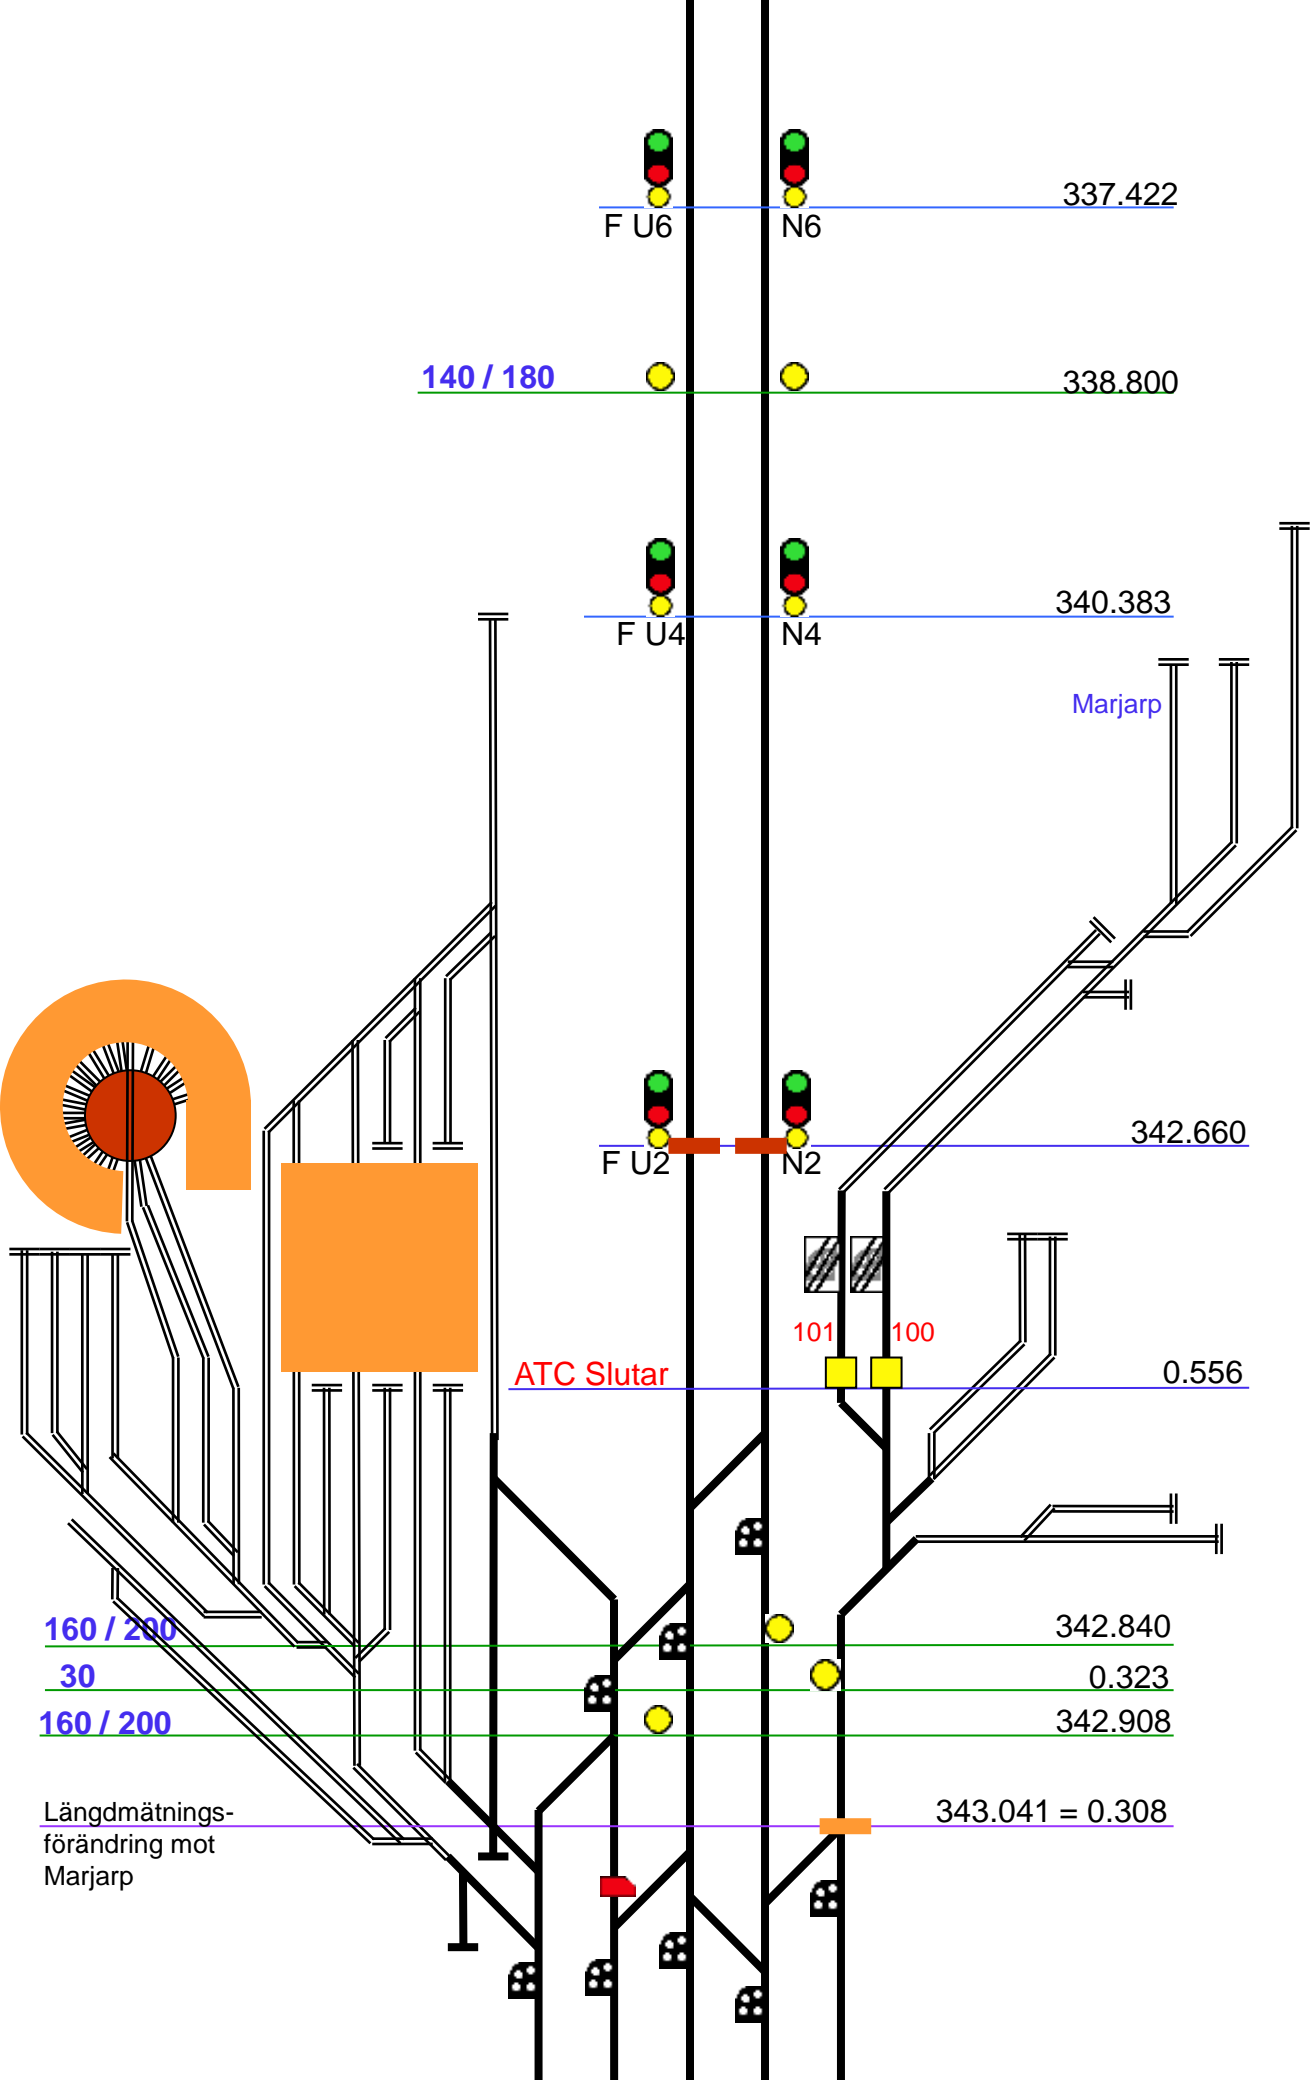 337.422
F U6 N6
140 / 180 338.800
340.383
F U4 N4
Marjarp
342.660
F U2 N2
101 100
ATC Slutar 0.556
160 / 200 342.840
30 0.323
160 / 200 342.908
Längdmätnings- 343.041 = 0.308
förändring mot
Marjarp